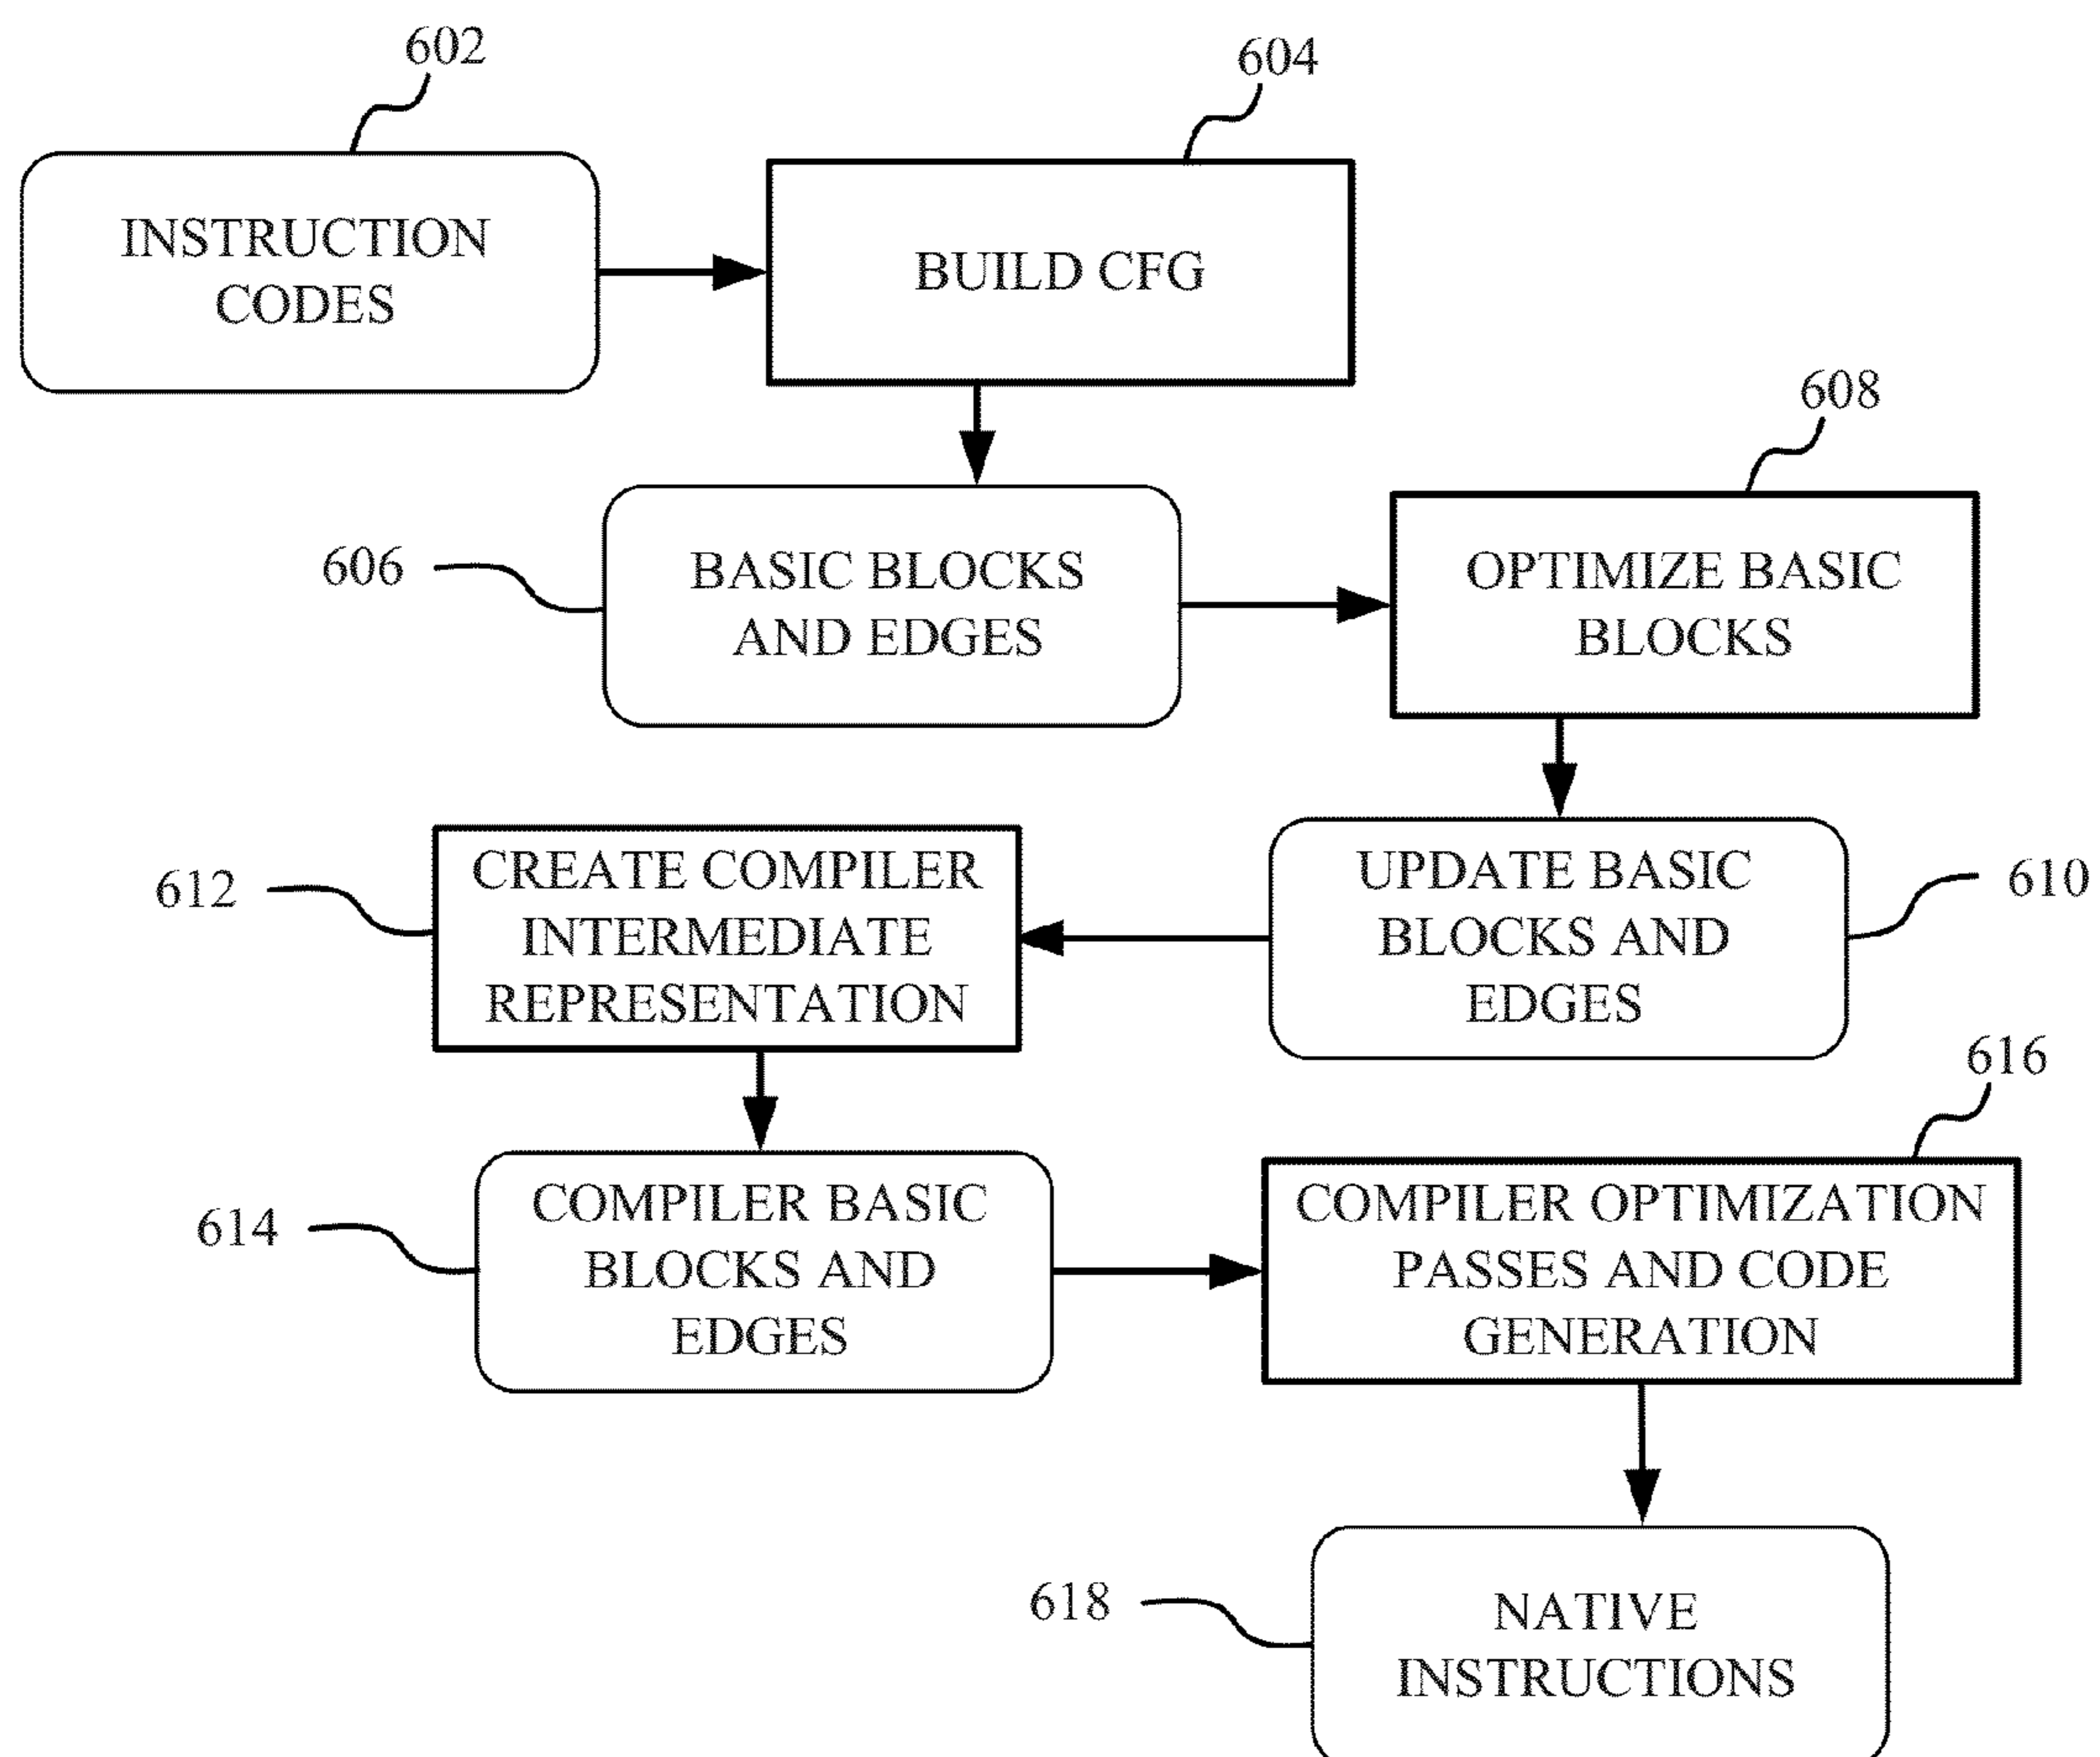 602
604
INSTRUCTION
CODES
BUILD CFG
608
606
BASIC BLOCKS
AND EDGES
OPTIMIZE BASIC
BLOCKS
612
CREATE COMPILER
INTERMEDIATE
REPRESENTATION
UPDATE BASIC
BLOCKS AND
EDGES
610
616
614
COMPILER BASIC
BLOCKS AND
EDGES
COMPILER OPTIMIZATION
PASSES AND CODE
GENERATION
618
NATIVE
INSTRUCTIONS